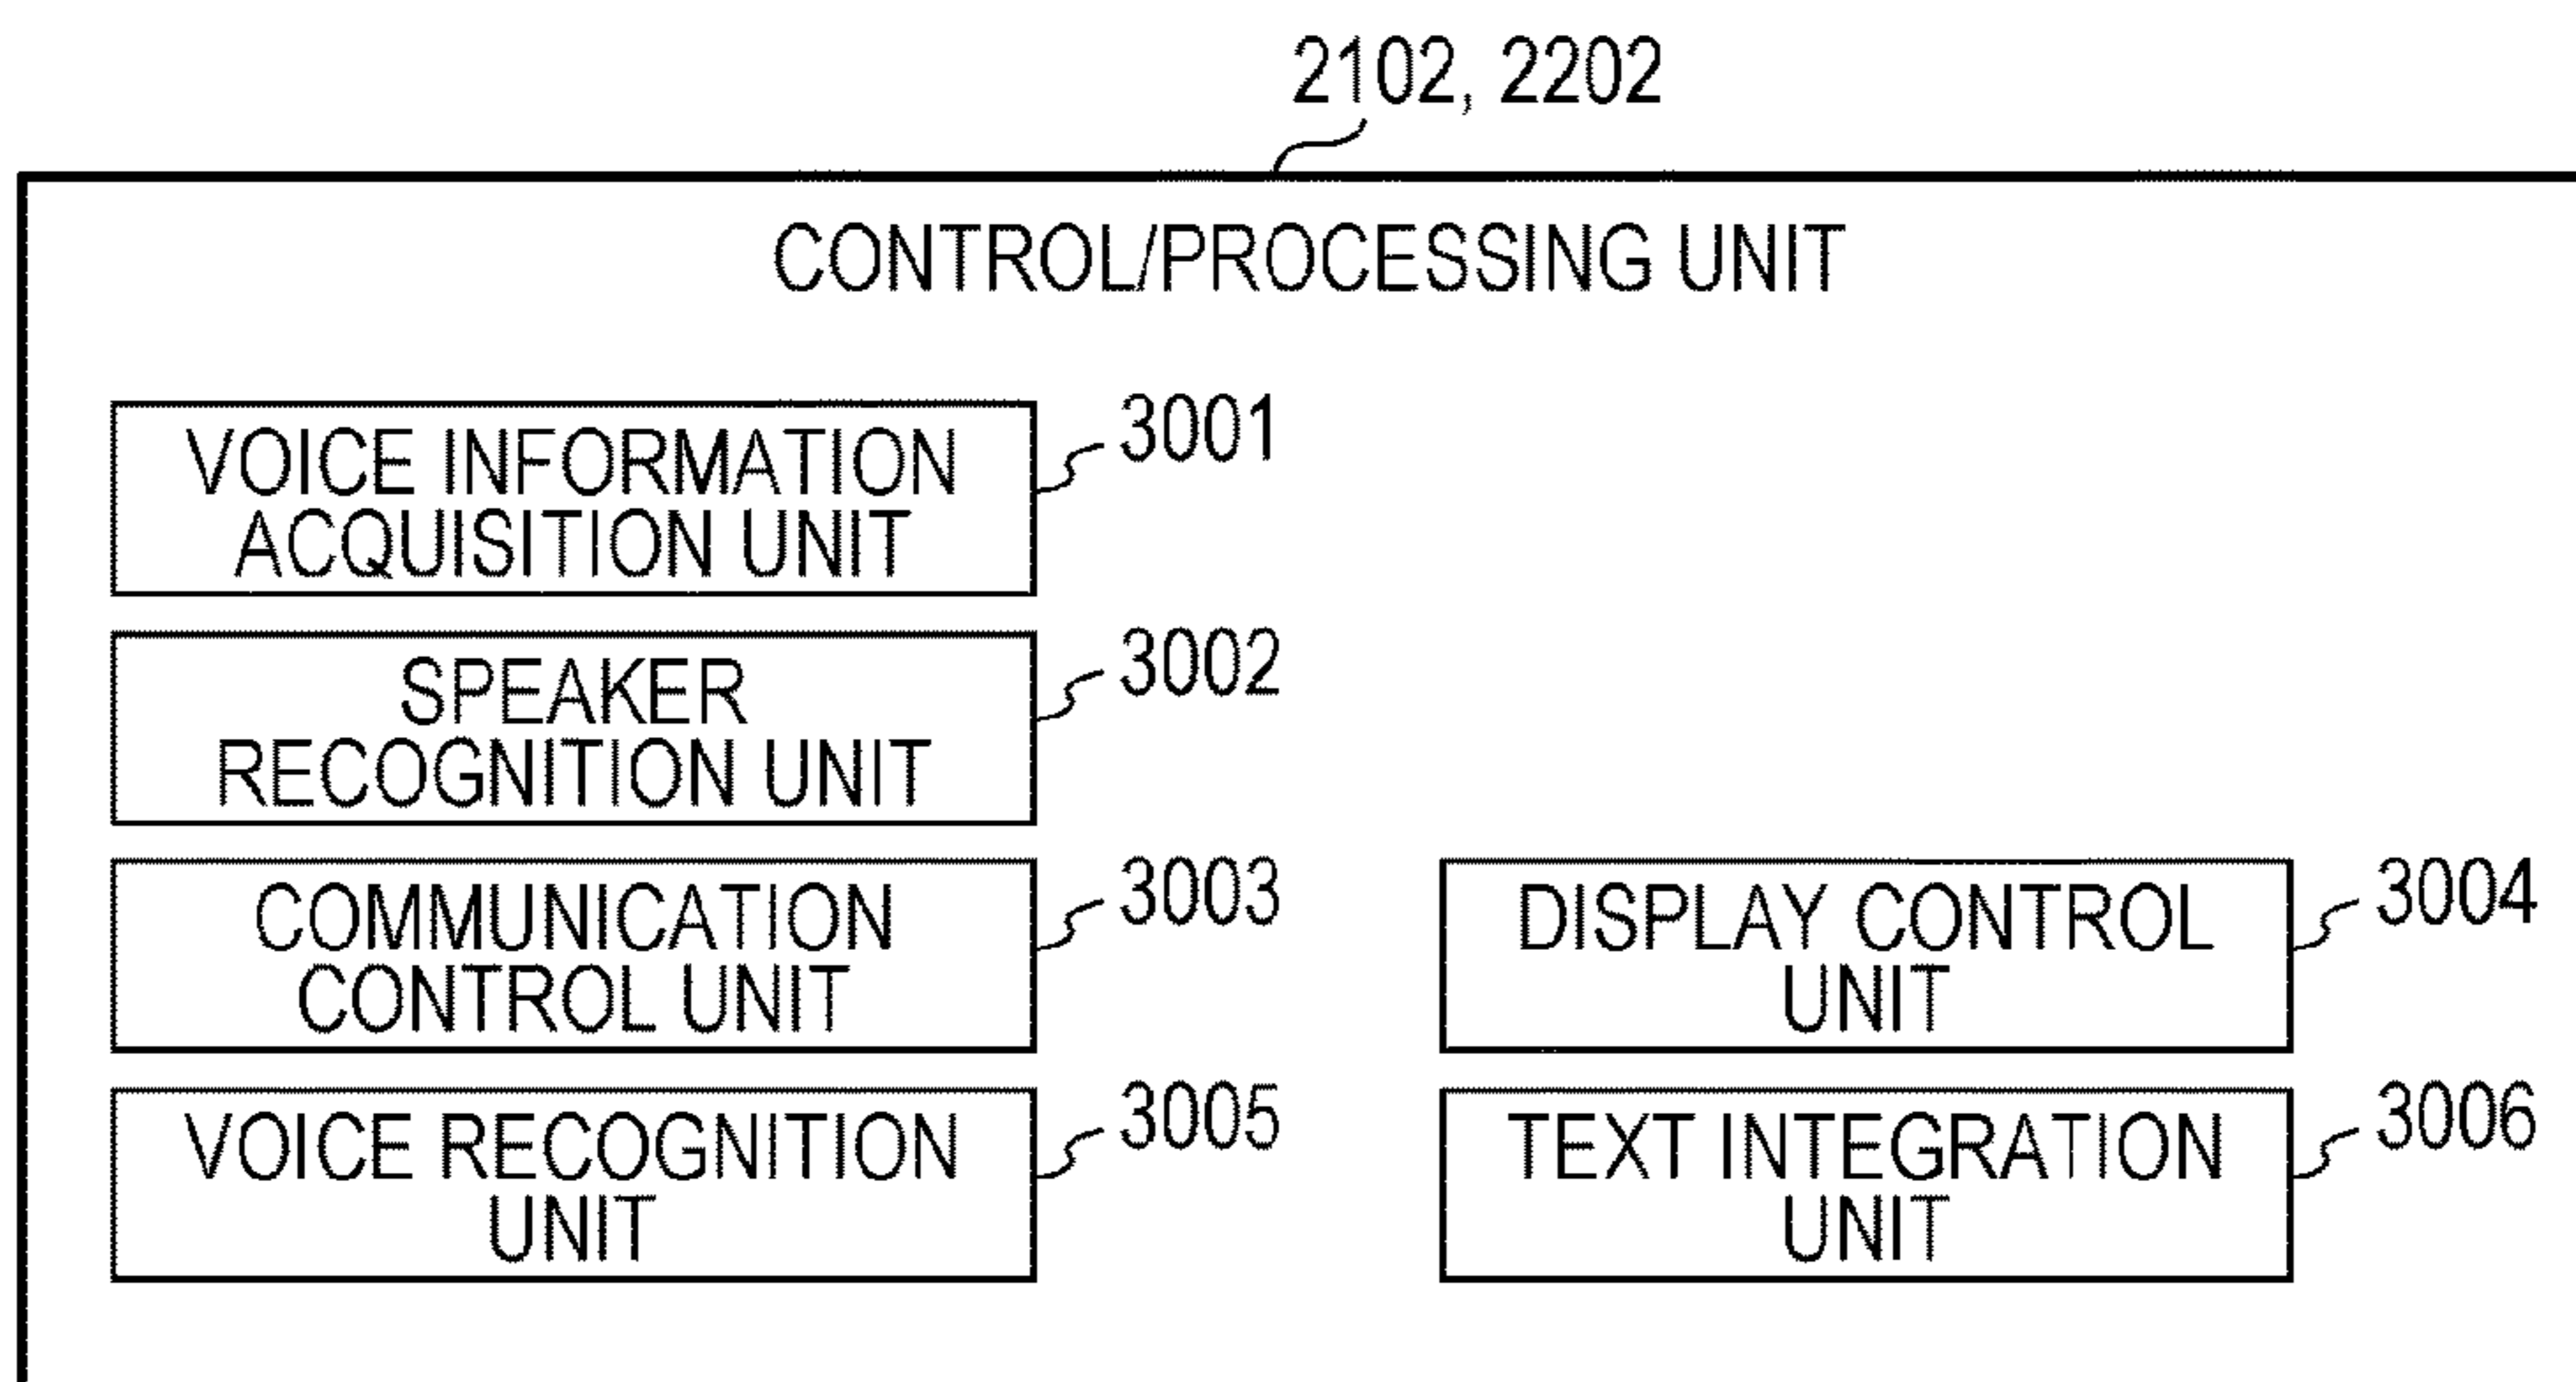 2102, 2202
CONTROL/PROCESSING UNIT
VOICE INFORMATION
ACQUISITION UNIT
3001
SPEAKER
RECOGNITION UNIT
3002
COMMUNICATION
CONTROL UNIT
3003
DISPLAY CONTROL
UNIT
3004
VOICE RECOGNITION
UNIT
3005
TEXT INTEGRATION
UNIT
3006